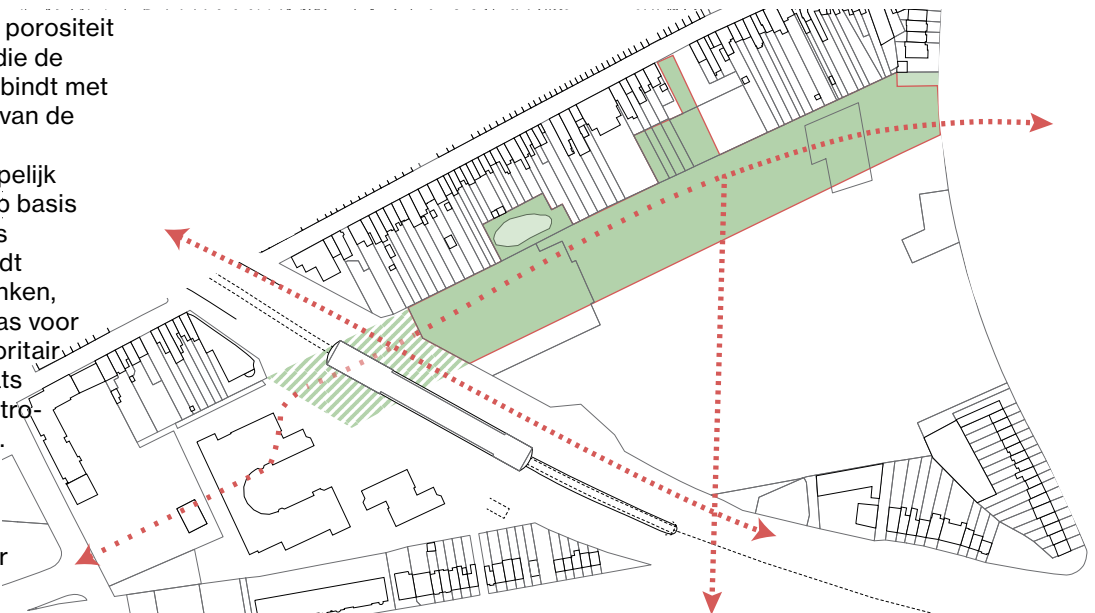 porositeit
die de
bindt met
van de
pelijk
basis
s
dt
nken,
as voor
oritair
ts
tro-
.
r